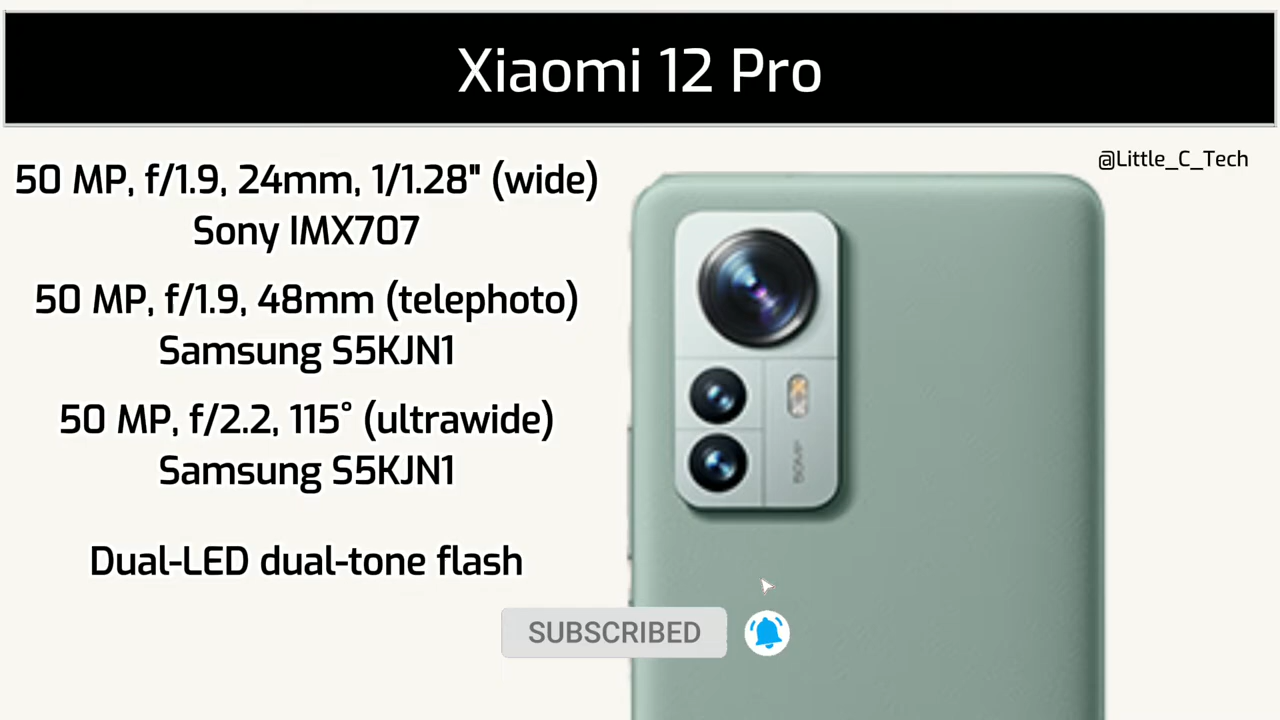 Xiaomi 12 Pro
@Little_C_Tech
50 MP, f/1.9, 24mm, 1/1.28" (wide)
Sony IMX707
50 MP, f/1.9, 48mm (telephoto)
Samsung S5KJN1
50 MP, f/2.2, 115° (ultrawide)
Samsung S5KJN1
Dual-LED dual-tone flash
50MP
SUBSCRIBED